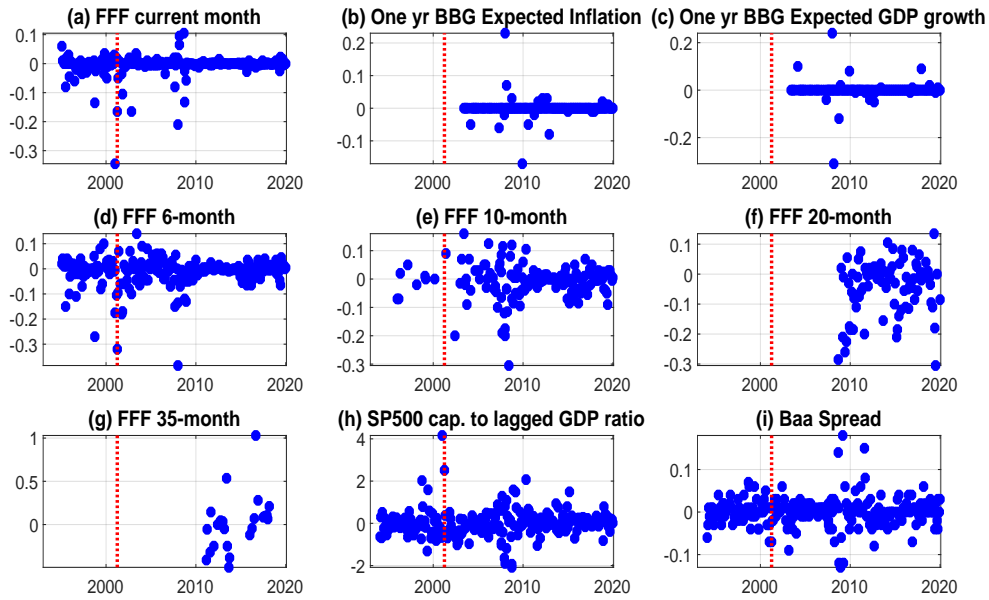 (a) FFF current month
0.1
0
-0.1
-0.2
-0.3
2000 2010 2020
(b) One yr BBG Expected Inflation
0.2
0.1
0
-0.1
2000 2010 2020
(c) One yr BBG Expected GDP growth
0.2
0
-0.2
2000 2010 2020
(d) FFF 6-month
0.1
0
-0.1
-0.2
-0.3
2000 2010 2020
(e) FFF 10-month
0.1
0
-0.1
-0.2
-0.3
2000 2010 2020
(f) FFF 20-month
0.1
0
-0.1
-0.2
-0.3
2000 2010 2020
(g) FFF 35-month
1
0
2000 2010 2020
(h) SP500 cap. to lagged GDP ratio
4
2
0
-2
2000 2010 2020
(i) Baa Spread
0.1
0
-0.1
2000 2010 2020